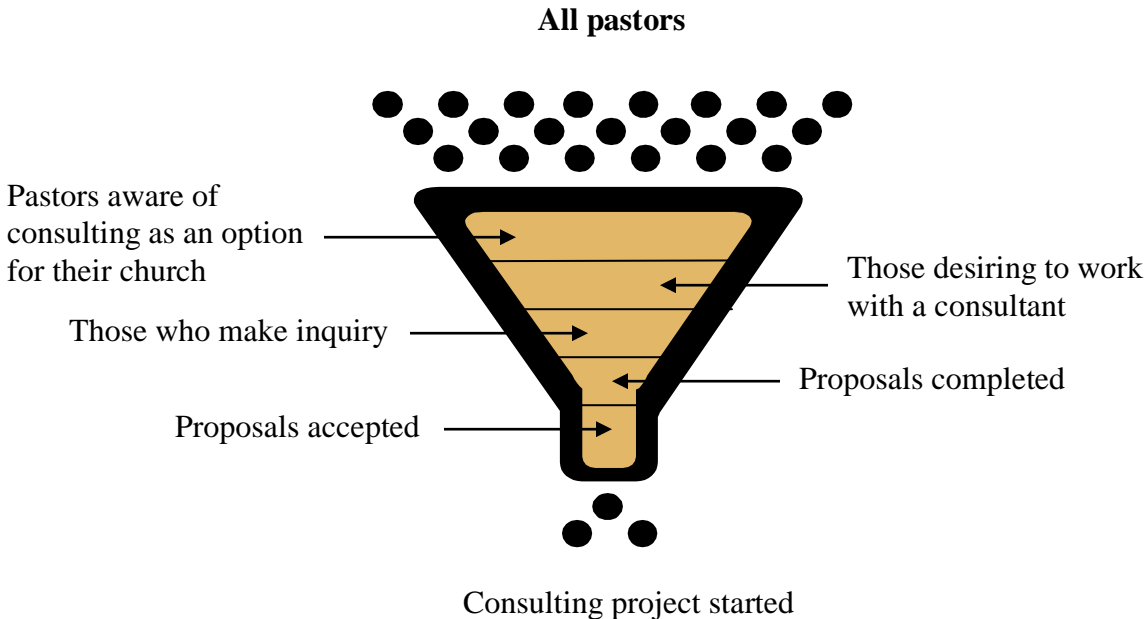 All pastors
Pastors aware of
consulting as an option
for their church
Those desiring to work
with a consultant
Those who make inquiry
Proposals completed
Proposals accepted
Consulting project started